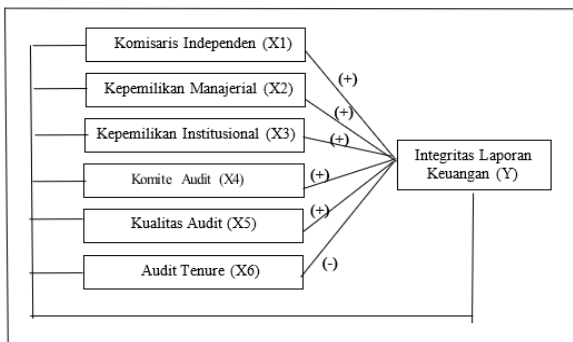 Komisaris Independen (X1)
(+)
Kepemilikan Manajerial (X2)
(+)
Kepemilikan Institusional (X3)
(+)
Integritas Laporan
Keuangan (Y)
Komite Audit (X4)
(+)
Kualitas Audit (X5)
(+)
Audit Tenure (X6)
(-)